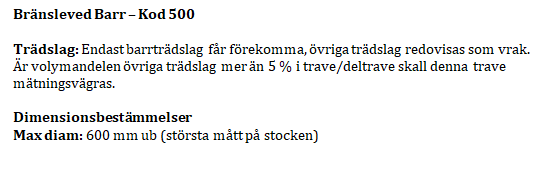 Bränsleved Barr – Kod 500
Trädslag: Endast barrträdslag får förekomma, övriga trädslag redovisas som vrak.
Är volymandelen övriga trädslag mer än 5 % i trave/deltrave skall denna trave
mätningsvägras.
Dimensionsbestämmelser
Max diam: 600 mm ub (största mått på stocken)